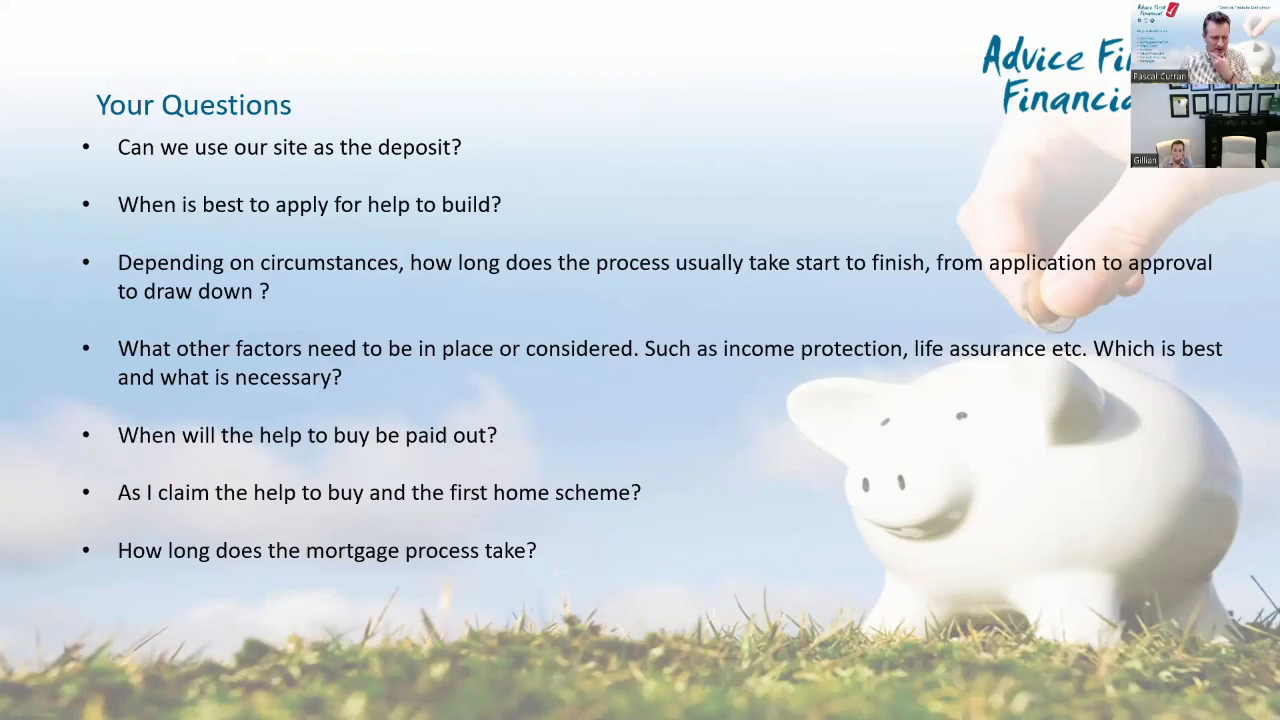 Advice Fi
Financia
Advice First
Financial
Pascal Curran
Gillian
Your Questions
• Can we use our site as the deposit?
• When is best to apply for help to build?
• Depending on circumstances, how long does the process usually take start to finish, from application to approval
to draw down ?
• What other factors need to be in place or considered. Such as income protection, life assurance etc. Which is best
and what is necessary?
• When will the help to buy be paid out?
• As I claim the help to buy and the first home scheme?
• How long does the mortgage process take?